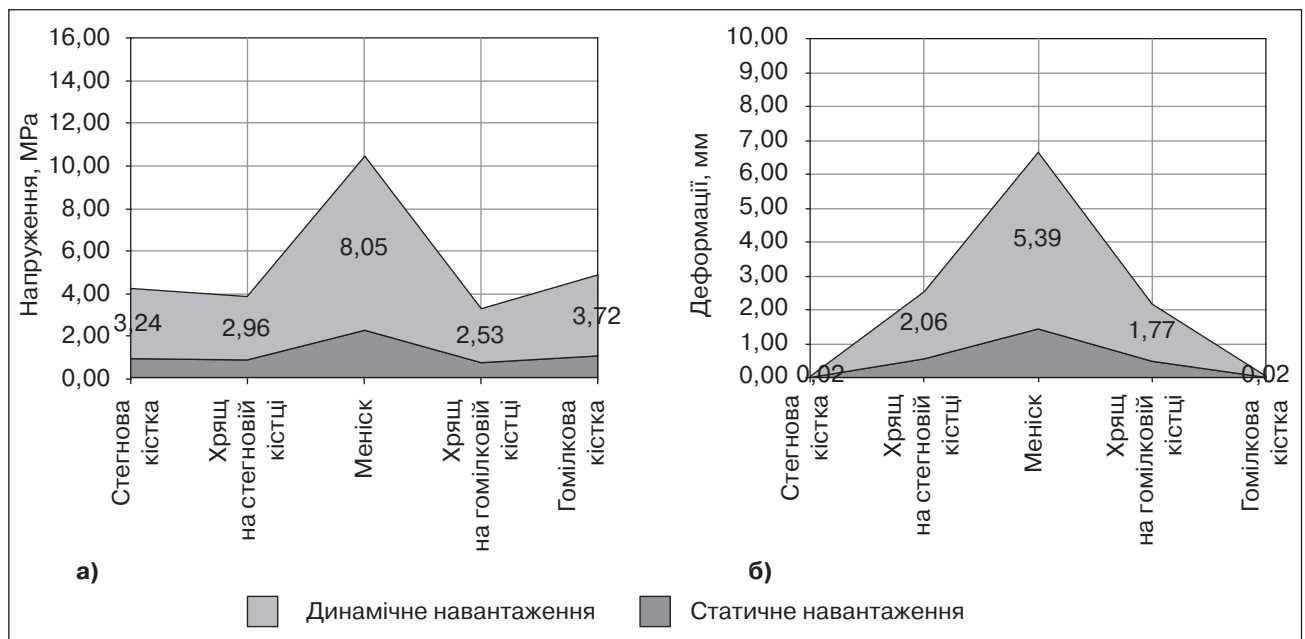 16,00
14,00
12,00
10,00
8,00
6,00
4,00
2,00
0,00
Напруження, MPa
3,24
2,96
8,05
2,53
3,72
Стегнова
кістка
Хрящ
на стегновій
кістці
Меніск
Хрящ
на гомілковій
кістці
Гомілкова
кістка
а)
10,00
9,00
8,00
7,00
6,00
5,00
4,00
3,00
2,00
1,00
0,00
Деформації, мм
0,02
2,06
5,39
1,77
0,02
Стегнова
кістка
Хрящ
на стегновій
кістці
Меніск
Хрящ
на гомілковій
кістці
Гомілкова
кістка
б)
Динамічне навантаження
Статичне навантаження